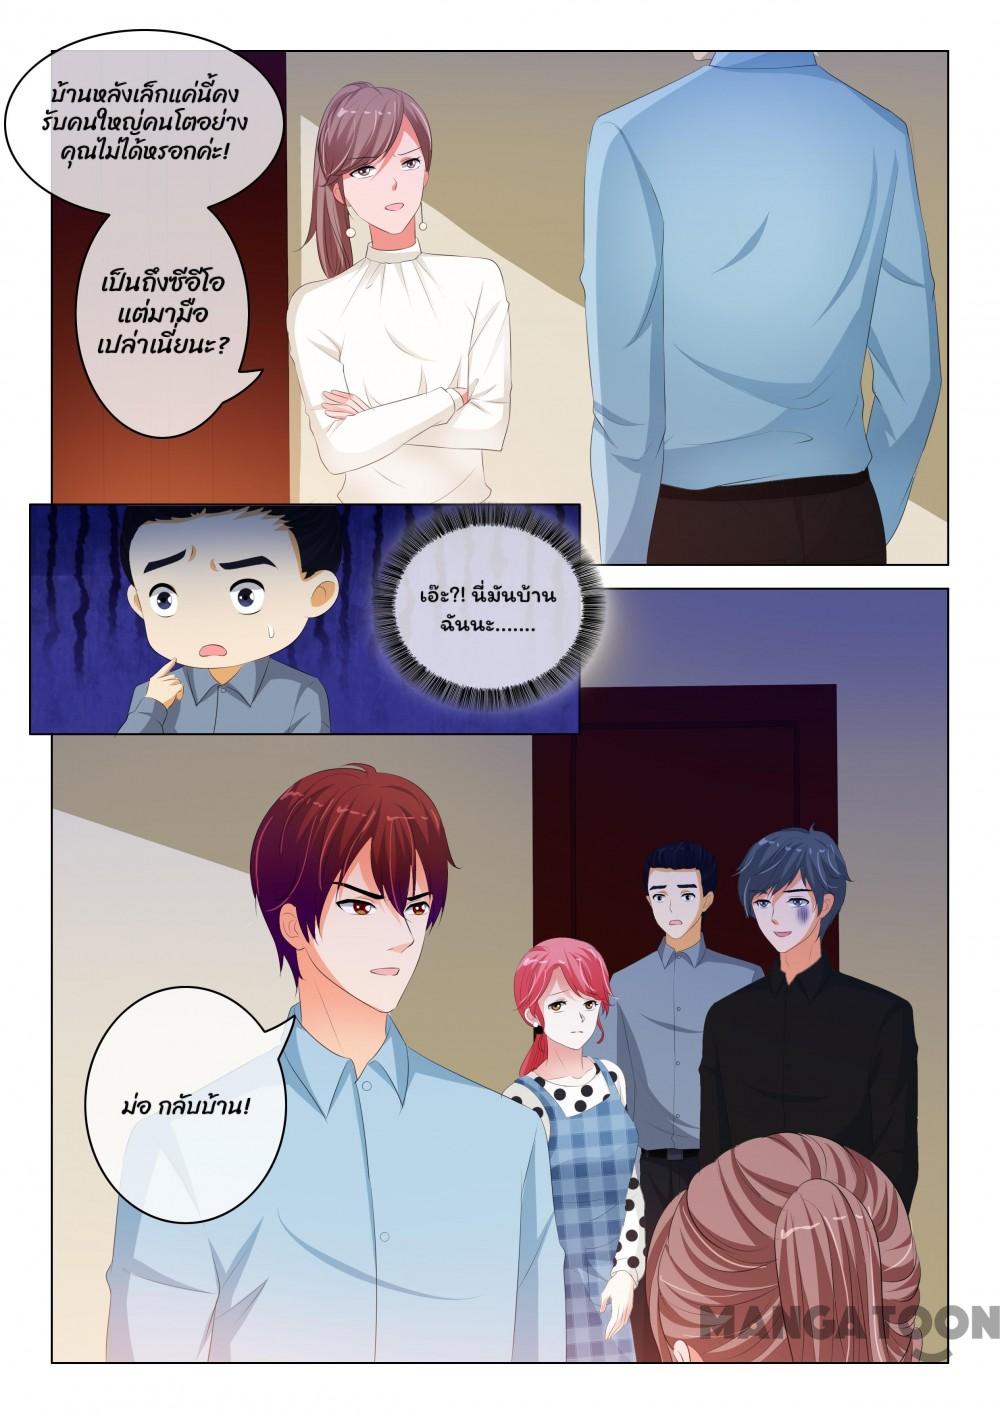 บ้านหลังเล็กแค่นี้คง
รับคนใหญ่คนโตอย่าง
คุณไม่ได้หรอกค่ะ!
เป็นถึงซีอีโอ
แต่มามือ
เปล่าเนี่ยนะ?
เอ๊ะ?! นี่มันบ้าน
ฉันนะ.......
ม่อ กลับบ้าน!
MANGATOON